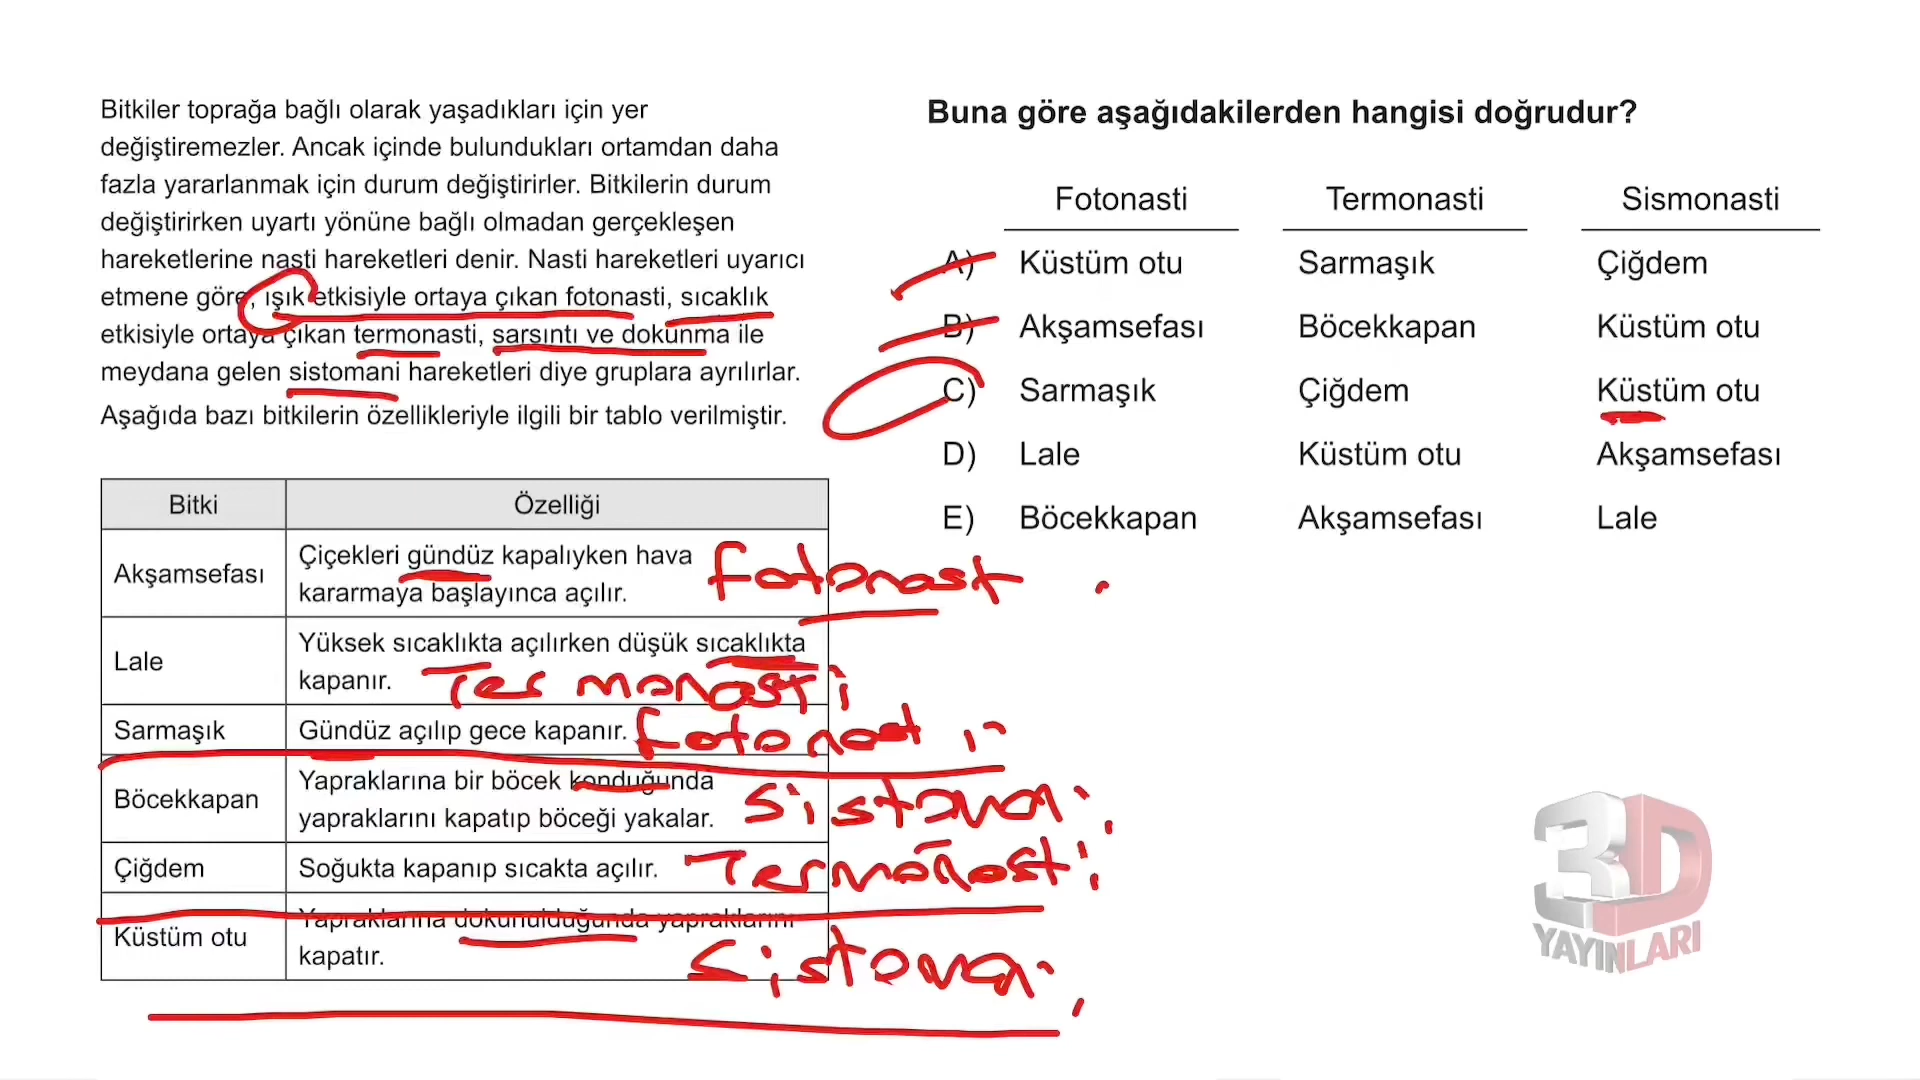 Bitkiler toprağa bağlı olarak yaşadıkları için yer
değiştiremezler. Ancak içinde bulundukları ortamdan daha
fazla yararlanmak için durum değiştirirler. Bitkilerin durum
değiştirirken uyartı yönüne bağlı olmadan gerçekleşen
hareketlerine nasti hareketleri denir. Nasti hareketleri uyarıcı
etmene göre; ışık etkisiyle ortaya çıkan fotonasti, sıcaklık
etkisiyle ortaya çıkan termonasti, sarsıntı ve dokunma ile
meydana gelen sistomani hareketleri diye gruplara ayrılırlar.
Aşağıda bazı bitkilerin özellikleriyle ilgili bir tablo verilmiştir.
Bitki Özelliği
Akşamsefası Çiçekleri gündüz kapalıyken hava
kararmaya başlayınca açılır.
fotonast
Lale Yüksek sıcaklıkta açılırken düşük sıcaklıkta
kapanır. Termonasti
Sarmaşık Gündüz açılıp gece kapanır. fotonasti
Böcekkapan Yapraklarına bir böcek konduğunda
yapraklarını kapatıp böceği yakalar.
Çiğdem Soğukta kapanıp sıcakta açılır. Termonasti
Küstüm otu Yapraklarına dokunulduğunda yapraklarını
kapatır.
Buna göre aşağıdakilerden hangisi doğrudur?
Fotonasti Termonasti Sismonasti
A) Küstüm otu Sarmaşık Çiğdem
B) Akşamsefası Böcekkapan Küstüm otu
C) Sarmaşık Çiğdem Küstüm otu
D) Lale Küstüm otu Akşamsefası
E) Böcekkapan Akşamsefası Lale
3D
YAYINLARI